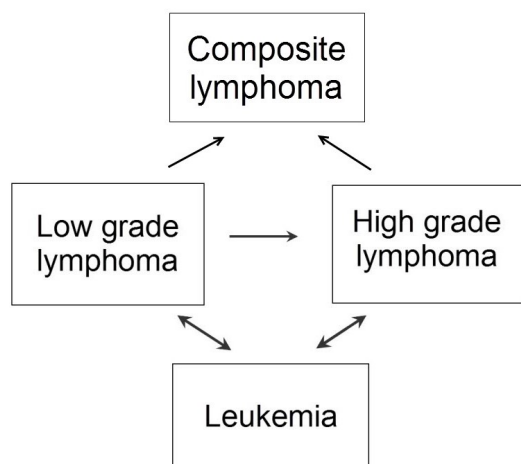 Composite
lymphoma
Low grade
lymphoma
High grade
lymphoma
Leukemia